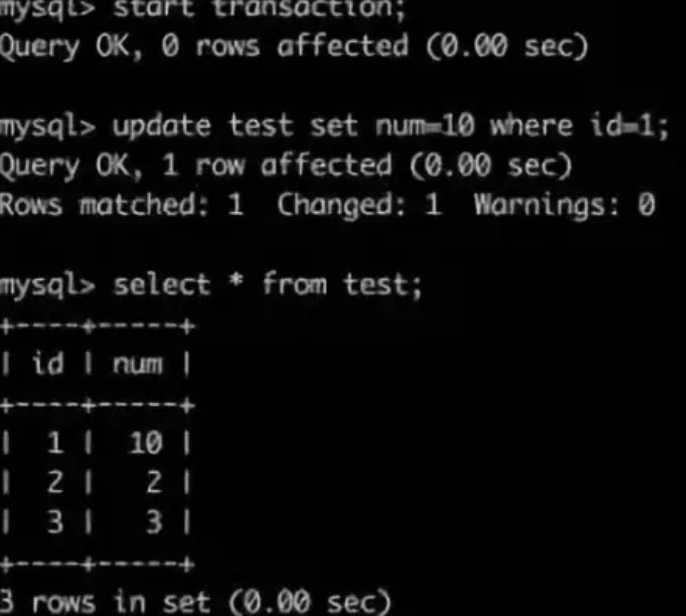 mysql> start transaction;
Query OK, 0 rows affected (0.00 sec)
mysql> update test set num=10 where id=1;
Query OK, 1 row affected (0.00 sec)
Rows matched: 1  Changed: 1  Warnings: 0
mysql> select * from test;
+----+-----+
| id | num |
+----+-----+
|  1 |  10 |
|  2 |   2 |
|  3 |   3 |
+----+-----+
3 rows in set (0.00 sec)